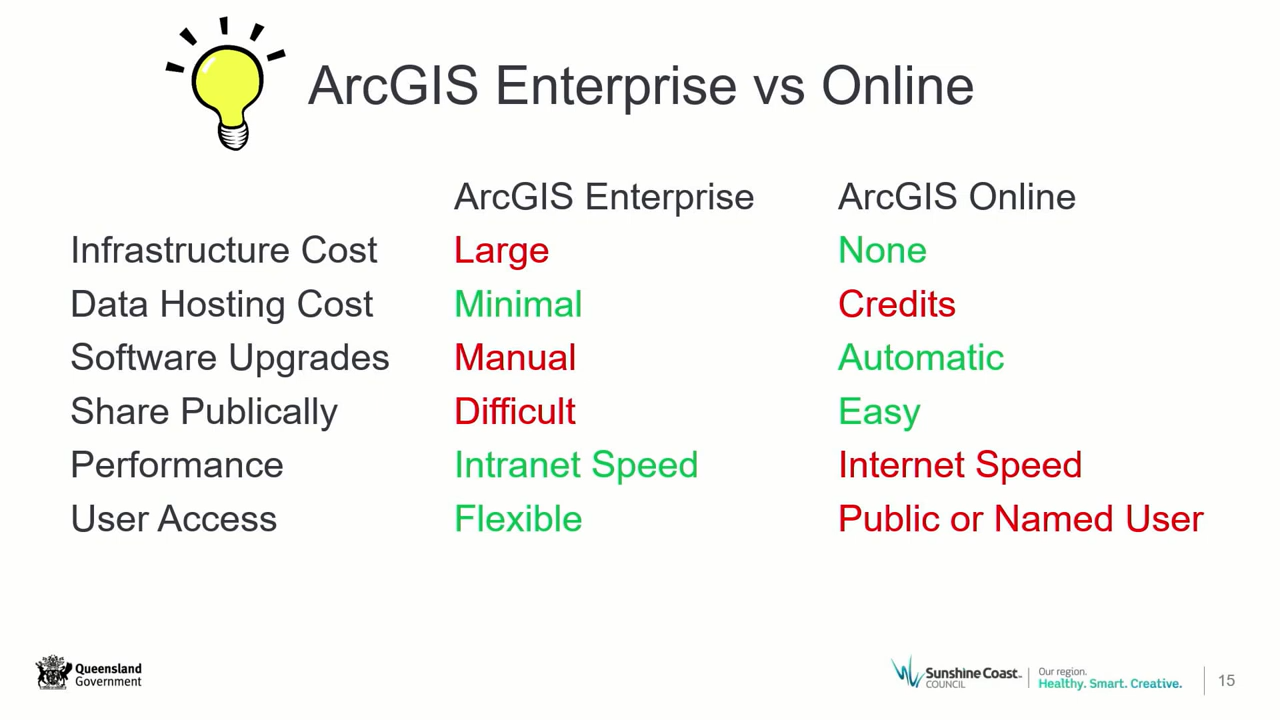 ArcGIS Enterprise vs Online
ArcGIS Enterprise ArcGIS Online
Infrastructure Cost Large None
Data Hosting Cost Minimal Credits
Software Upgrades Manual Automatic
Share Publically Difficult Easy
Performance Intranet Speed Internet Speed
User Access Flexible Public or Named User
Queensland
Government
Sunshine Coast
COUNCIL
Our region.
Healthy. Smart. Creative.
15